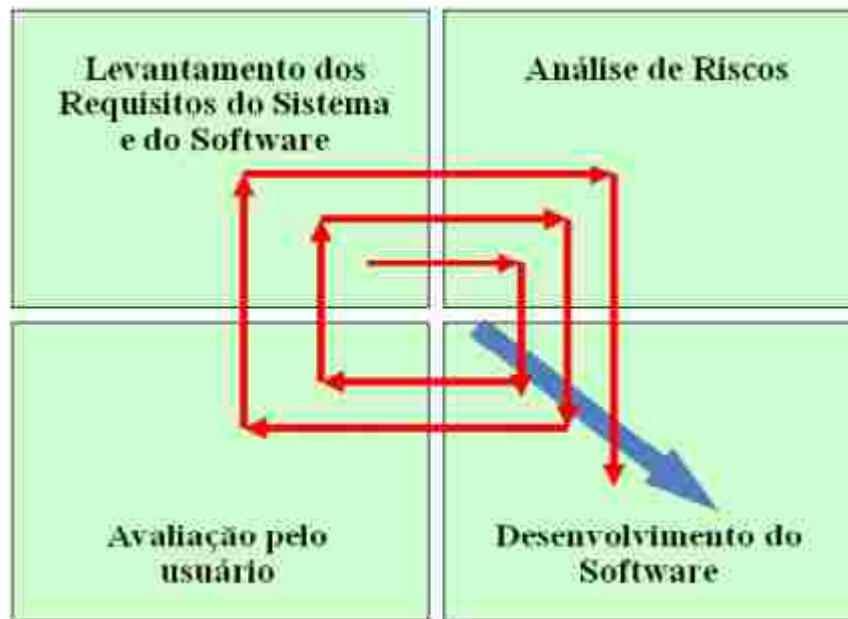 Levantamento dos
Requisitos do Sistema
e do Software
Análise de Riscos
Avaliação pelo
usuário
Desenvolvimento do
Software